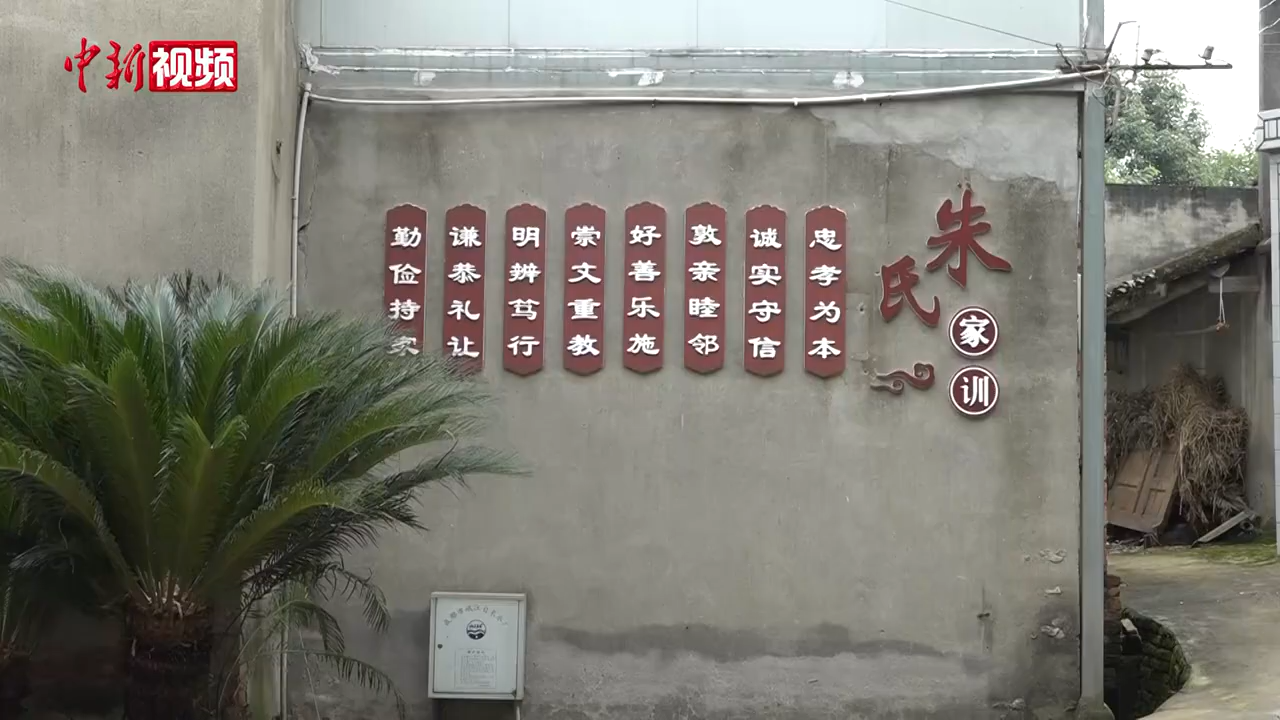 中新视频
朱氏家训
忠孝为本
诚实守信
敦亲睦邻
好善乐施
崇文重教
明辨笃行
谦恭礼让
勤俭持家